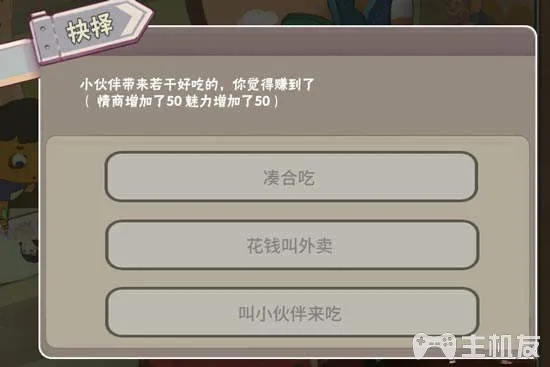 抉择
小伙伴带来若干好吃的，你觉得赚到了
（ 情商增加了50 魅力增加了50）
凑合吃
花钱叫外卖
叫小伙伴来吃
主机友